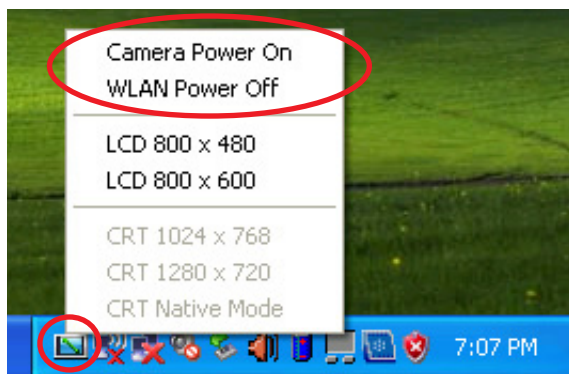 Camera Power On
WLAN Power Off
LCD 800 x 480
LCD 800 x 600
CRT 1024 x 768
CRT 1280 x 720
CRT Native Mode
7:07 PM